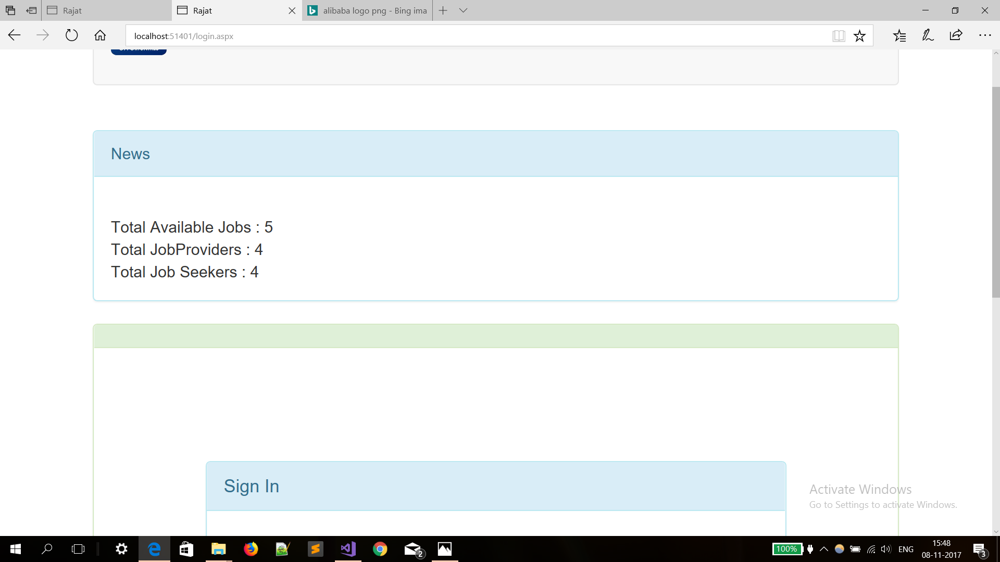 Rajat
Rajat
alibaba logo png - Bing ima
localhost:51401/login.aspx
News
Total Available Jobs : 5
Total JobProviders : 4
Total Job Seekers : 4
Sign In
Activate Windows
Go to Settings to activate Windows.
2
100%
ENG
15:48
08-11-2017
3